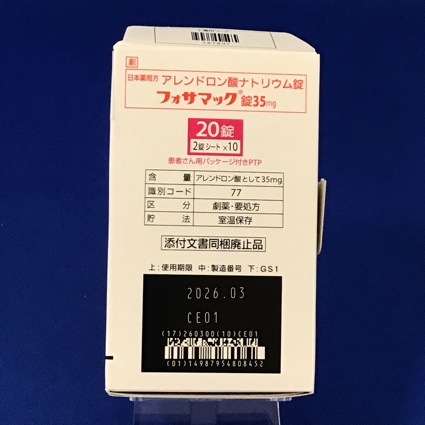 劇
日本薬局方 アレンドロン酸ナトリウム錠
フォサマック®錠35mg
20錠
2錠シート×10
患者さん用パッケージ付きPTP
含 量 アレンドロン酸として35mg
識別コード 77
区 分 劇薬・要処方
貯 法 室温保存
添付文書同梱廃止品
上:使用期限 中:製造番号 下:GS1
2026.03
CE01
(17)260300(10)CE01
(01)14987954808452